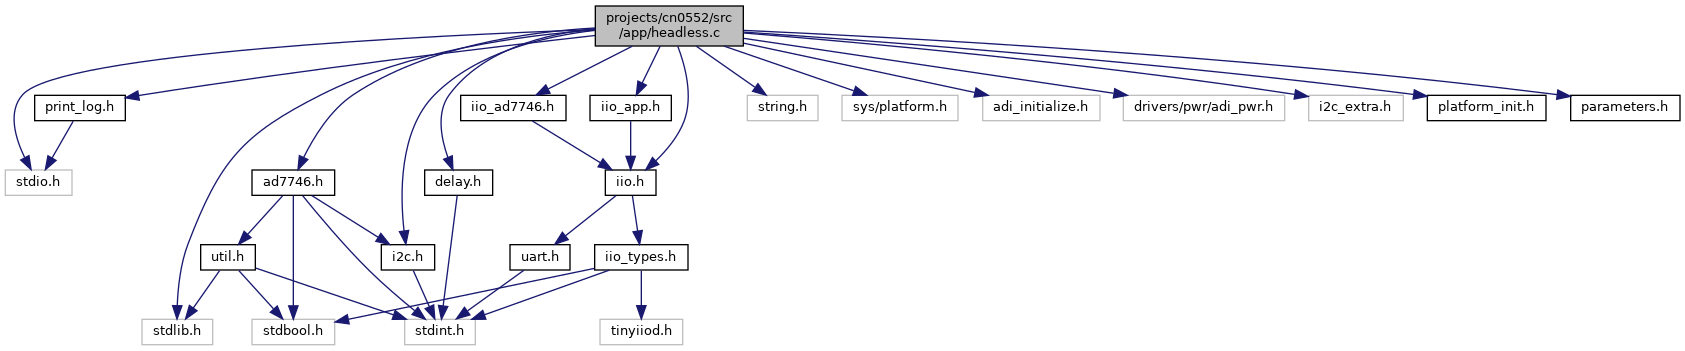 projects/cn0552/src
/app/headless.c
print_log.h
iio_ad7746.h
iio_app.h
string.h
sys/platform.h
adi_initialize.h
drivers/pwr/adi_pwr.h
i2c_extra.h
platform_init.h
parameters.h
stdio.h
ad7746.h
delay.h
iio.h
util.h
i2c.h
uart.h
iio_types.h
stdlib.h
stdbool.h
stdint.h
tinyiiod.h